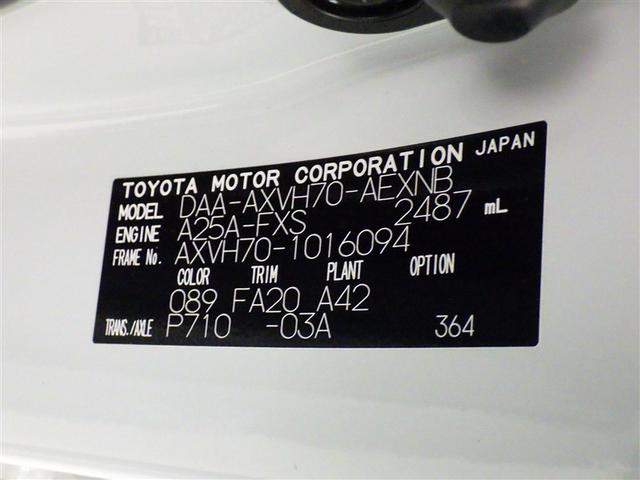 TOYOTA MOTOR CORPORATION JAPAN
MODEL DAA-AXVH70-AEXNB
ENGINE A25A-FXS 2487 mL
FRAME No. AXVH70-1016094
COLOR TRIM PLANT OPTION
089 FA20 A42
TRANS./AXLE P710 -03A 364